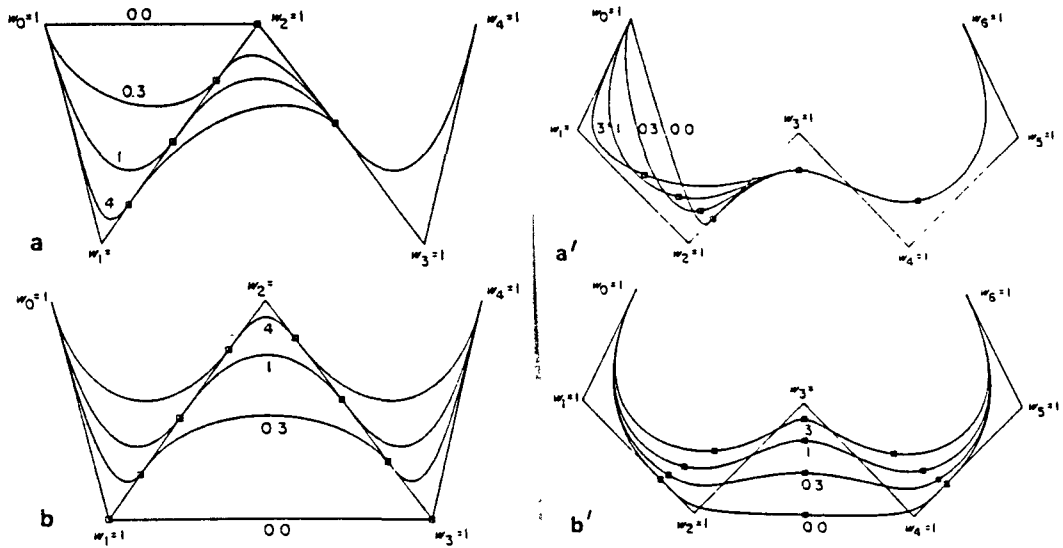 w₀=1
0.0
w₂=1
w₄=1
0.3
1
4
a
w₁=
w₃=1
w₀=1
w₆=1
w₁=
3
1
0.3
0.0
w₃=1
w₅=1
a′
w₂=1
w₄=1
w₀=1
w₂=
w₄=1
4
1
0.3
b
w₁=1
0.0
w₃=1
w₀=1
w₆=1
w₁=1
w₃=
w₅=1
3
1
0.3
b′
w₂=1
0.0
w₄=1